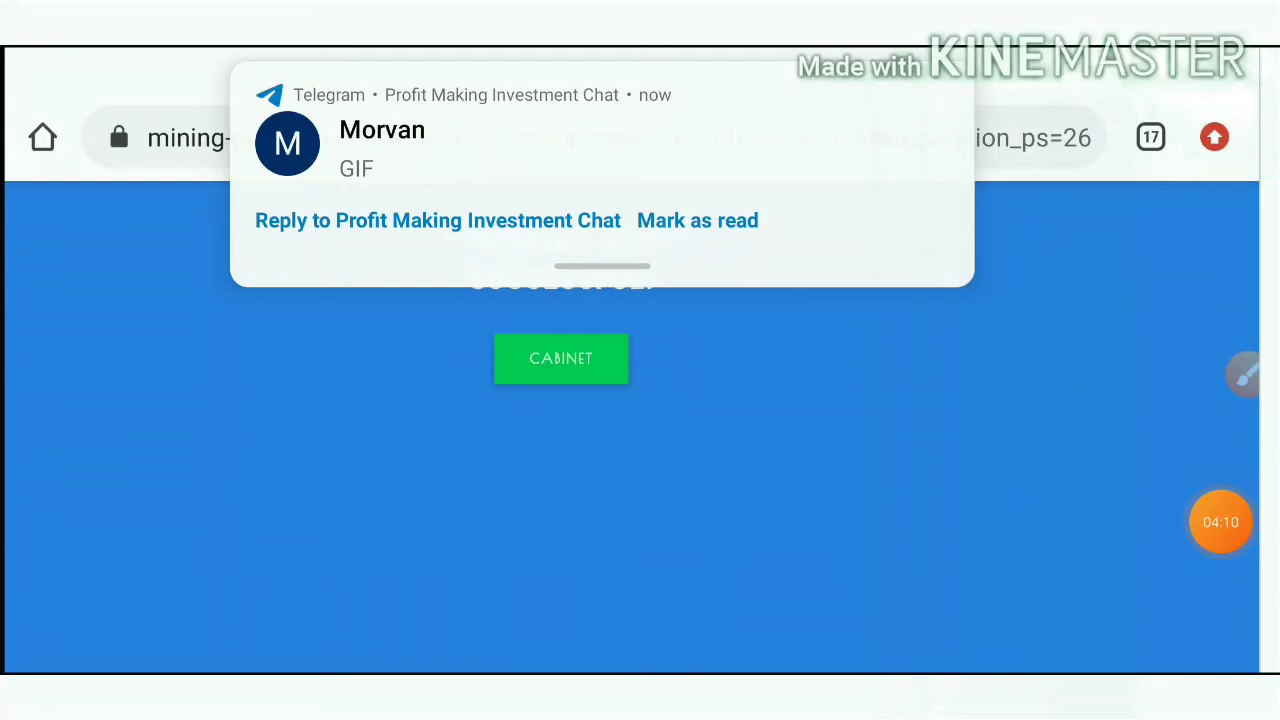 Made with KINEMASTER
Telegram • Profit Making Investment Chat • now
M
Morvan
GIF
mining-
ion_ps=26
17
Reply to Profit Making Investment Chat Mark as read
CABINET
04:10